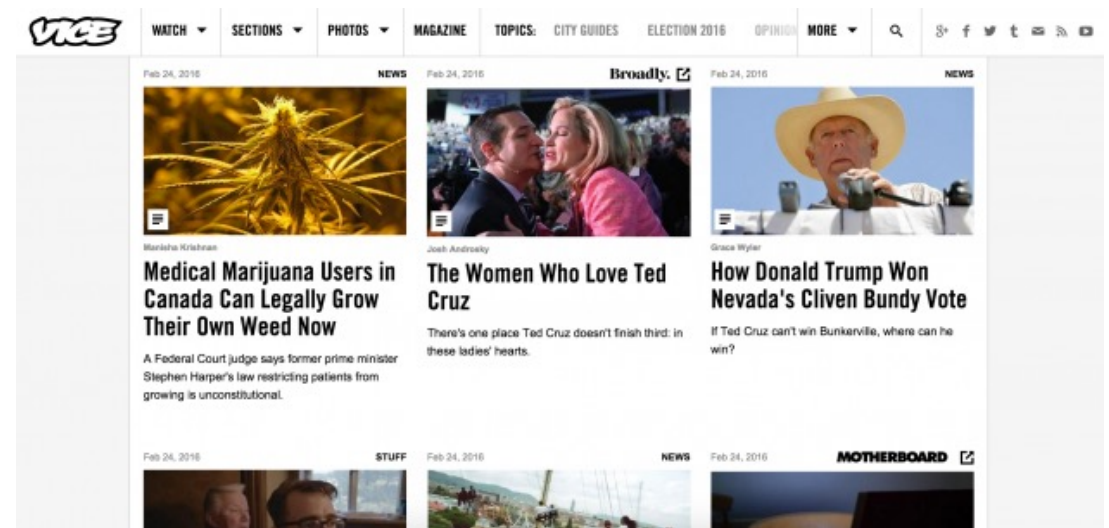 VICE WATCH SECTIONS PHOTOS MAGAZINE TOPICS: CITY GUIDES ELECTION 2016 OPINION MORE
Feb 24, 2016 NEWS
Manisha Krishnan
Medical Marijuana Users in
Canada Can Legally Grow
Their Own Weed Now
A Federal Court judge says former prime minister
Stephen Harper's law restricting patients from
growing is unconstitutional.
Feb 24, 2016 Broadly.
Josh Androsky
The Women Who Love Ted
Cruz
There's one place Ted Cruz doesn't finish third: in
these ladies' hearts.
Feb 24, 2016 NEWS
Grace Wyler
How Donald Trump Won
Nevada's Cliven Bundy Vote
If Ted Cruz can't win Bunkerville, where can he
win?
Feb 24, 2016 STUFF
Feb 24, 2016 NEWS
Feb 24, 2016 MOTHERBOARD